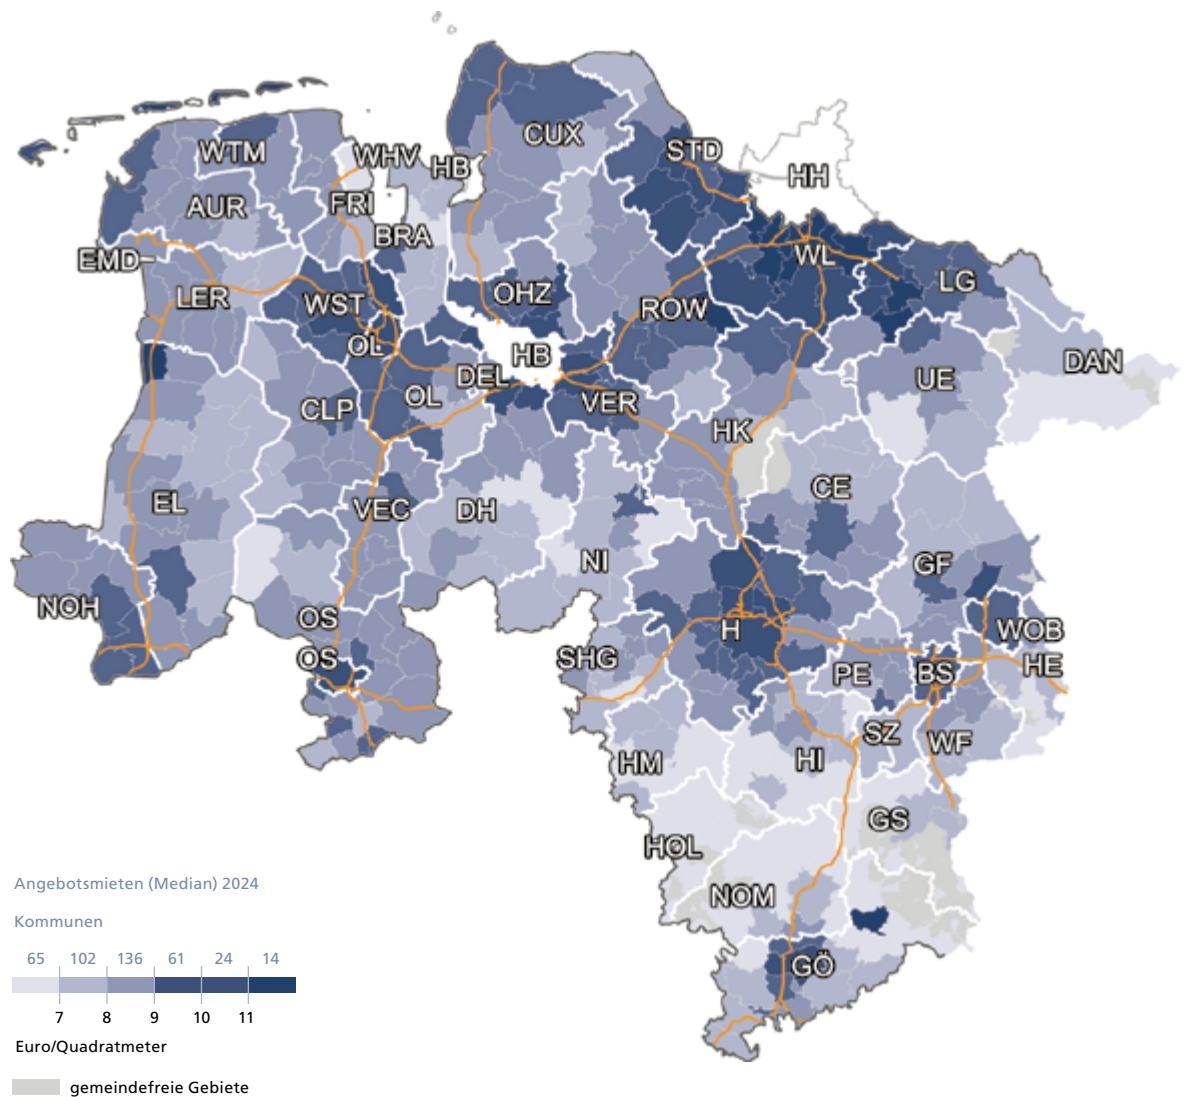 CUX
STD
WTM
WHV
HB
HH
FRI
AUR
BRA
EMD
WL
LER
OHZ
LG
WST
ROW
OL
HB
DAN
DEL
UE
OL
CLP
VER
HK
CE
EL
VEC
DH
NI
GF
NOH
OS
H
WOB
OS
SHG
HE
PE
BS
SZ
WF
HM
HI
GS
HOL
NOM
GÖ
Angebotsmieten (Median) 2024
Kommunen
65 102 136 61 24 14
7 8 9 10 11
Euro/Quadratmeter
gemeindefreie Gebiete